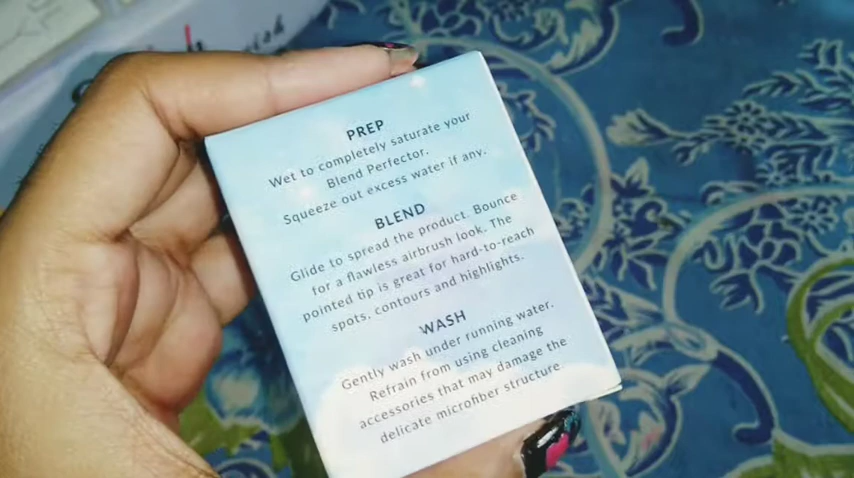 PREP
Wet to completely saturate your
Blend Perfector.
Squeeze out excess water if any.
BLEND
Glide to spread the product. Bounce
for a flawless airbrush look. The
pointed tip is great for hard-to-reach
spots, contours and highlights.
WASH
Gently wash under running water.
Refrain from using cleaning
accessories that may damage the
delicate microfiber structure.